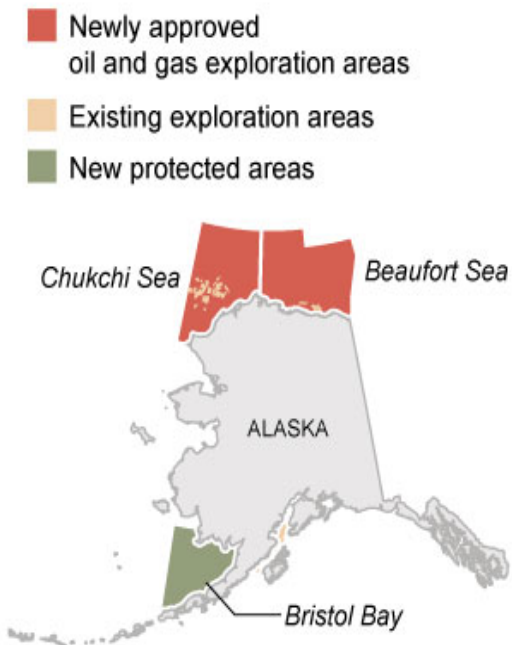 Newly approved
oil and gas exploration areas
Existing exploration areas
New protected areas
Chukchi Sea
Beaufort Sea
ALASKA
Bristol Bay